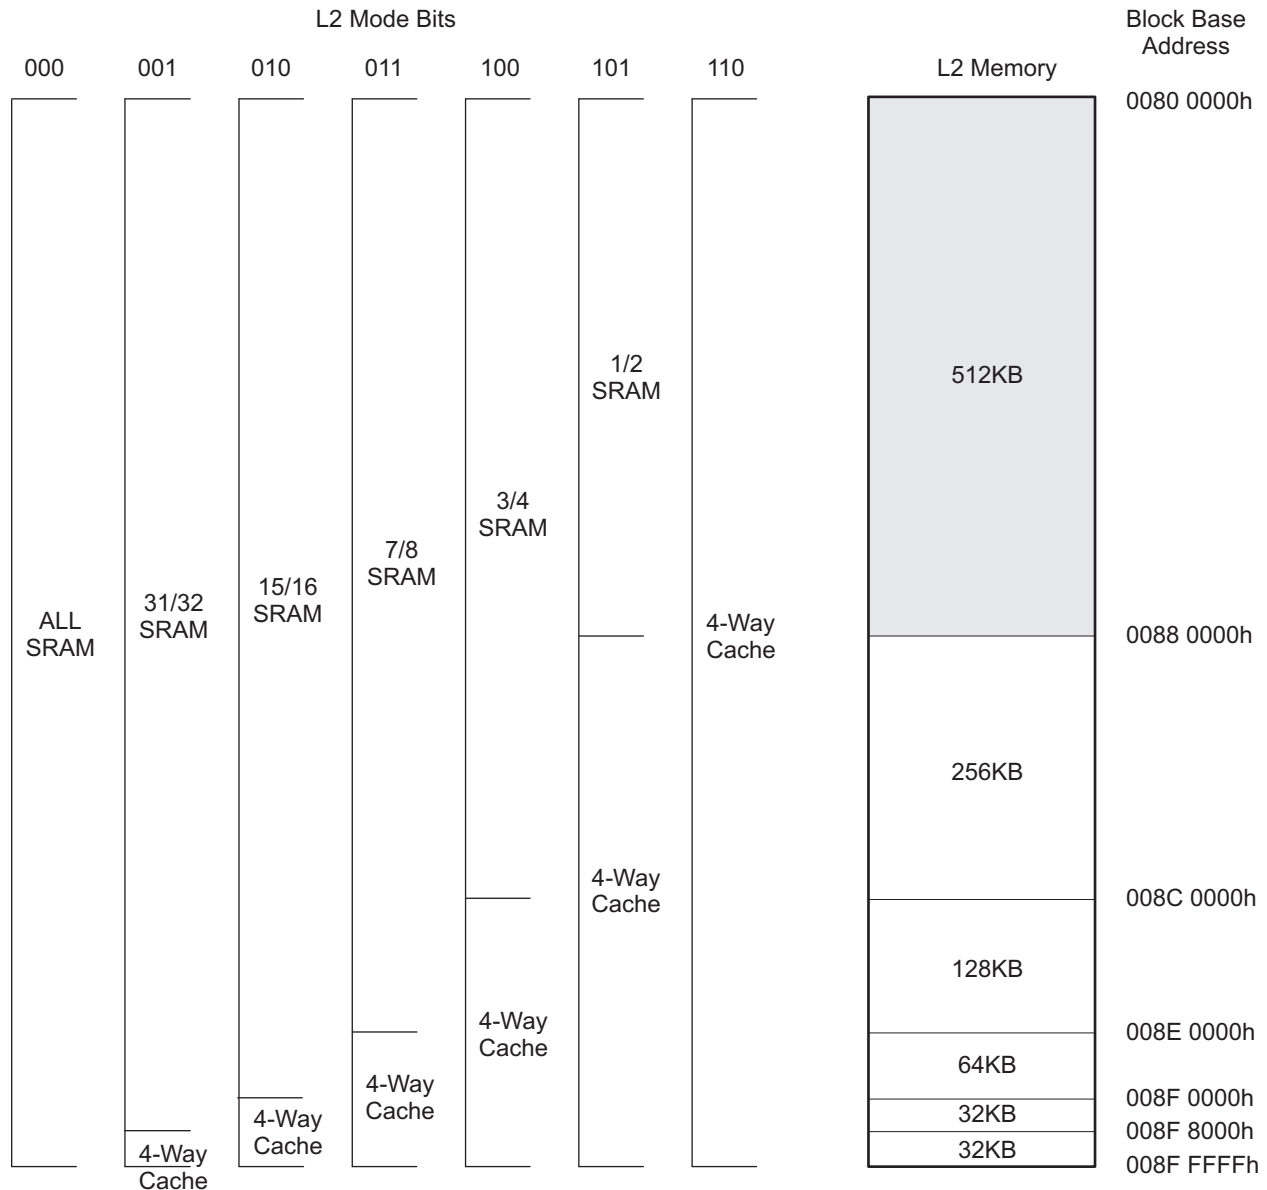 L2 Mode Bits
Block Base
Address
000 001 010 011 100 101 110
L2 Memory
0080 0000h
1/2
SRAM
512KB
3/4
SRAM
7/8
SRAM
15/16
SRAM
31/32
SRAM
ALL
SRAM
4-Way
Cache
0088 0000h
256KB
4-Way
Cache
008C 0000h
128KB
4-Way
Cache
008E 0000h
64KB
4-Way
Cache
008F 0000h
4-Way
Cache
32KB
008F 8000h
4-Way
Cache
32KB
008F FFFFh